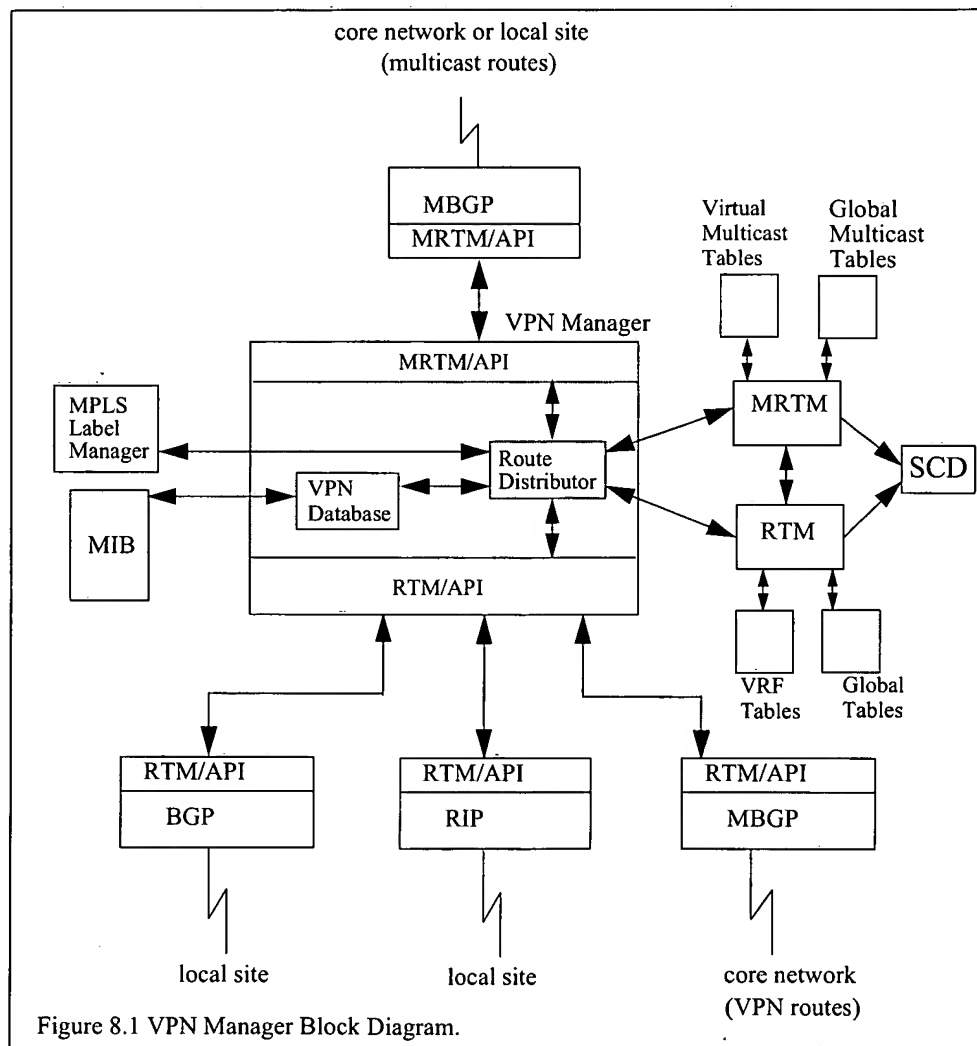 core network or local site
(multicast routes)
MBGP
MRTM/API
Virtual
Multicast
Tables
Global
Multicast
Tables
VPN Manager
MRTM/API
MPLS
Label
Manager
MIB
VPN
Database
Route
Distributor
RTM/API
MRTM
RTM
SCD
VRF
Tables
Global
Tables
RTM/API
BGP
RTM/API
RIP
RTM/API
MBGP
local site
local site
core network
(VPN routes)
Figure 8.1 VPN Manager Block Diagram.